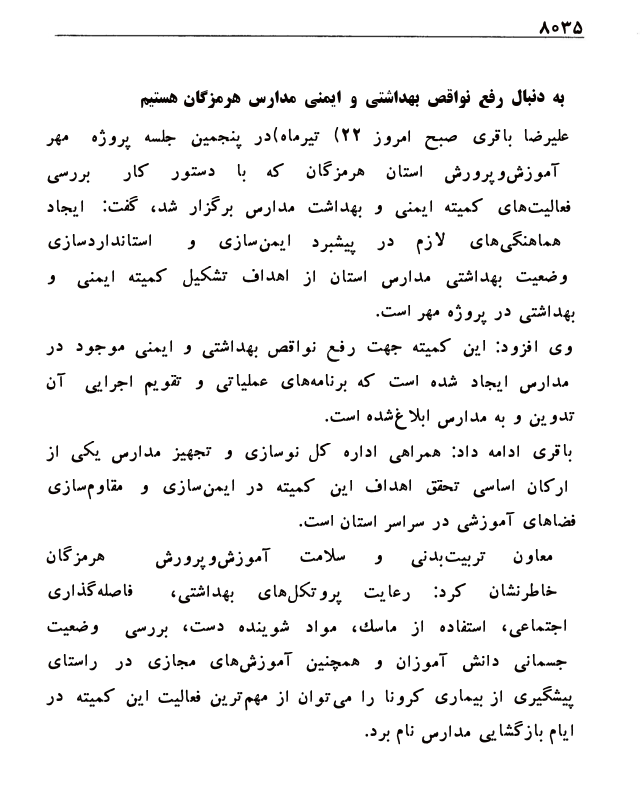 ۸۰۳۵
به دنبال رفع نواقص بهداشتی و ایمنی مدارس هرمزگان هستیم
علیرضا باقری صبح امروز ۲۲) تیرماه)در پنجمین جلسه پروژه مهر
آموزش‌وپرورش استان هرمزگان که با دستور کار بررسی
فعالیت‌های کمیته ایمنی و بهداشت مدارس برگزار شد، گفت: ایجاد
هماهنگی‌های لازم در پیشبرد ایمن‌سازی و استانداردسازی
وضعیت بهداشتی مدارس استان از اهداف تشکیل کمیته ایمنی و
بهداشتی در پروژه مهر است.
وی افزود: این کمیته جهت رفع نواقص بهداشتی و ایمنی موجود در
مدارس ایجاد شده است که برنامه‌های عملیاتی و تقویم اجرایی آن
تدوین و به مدارس ابلاغ‌شده است.
باقری ادامه داد: همراهی اداره کل نوسازی و تجهیز مدارس یکی از
ارکان اساسی تحقق اهداف این کمیته در ایمن‌سازی و مقاوم‌سازی
فضاهای آموزشی در سراسر استان است.
معاون تربیت‌بدنی و سلامت آموزش‌وپرورش هرمزگان
خاطرنشان کرد: رعایت پروتکل‌های بهداشتی، فاصله‌گذاری
اجتماعی، استفاده از ماسك، مواد شوینده دست، بررسی وضعیت
جسمانی دانش آموزان و همچنین آموزش‌های مجازی در راستای
پیشگیری از بیماری کرونا را می‌توان از مهم‌ترین فعالیت این کمیته در
ایام بازگشایی مدارس نام برد.